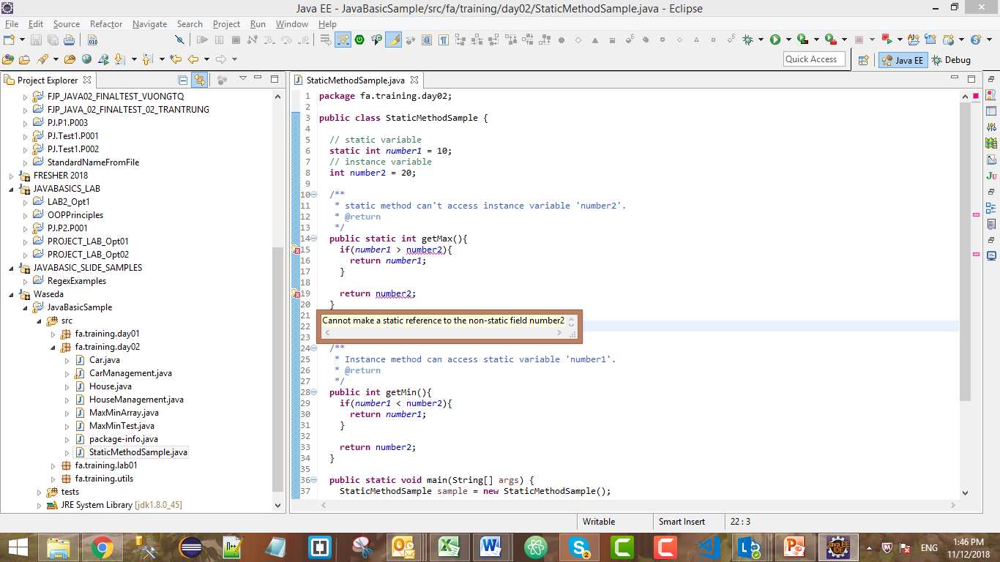 Java EE - JavaBasicSample/src/fa/training/day02/StaticMethodSample.java - Eclipse
File Edit Source Refactor Navigate Search Project Run Window Help
Quick Access
Java EE
Debug
Project Explorer
FJP_JAVA02_FINALTEST_VUONGTQ
FJP_JAVA_02_FINALTEST_02_TRANTRUNG
PJ.P1.P003
PJ.Test1.P001
PJ.Test1.P002
StandardNameFromFile
FRESHER 2018
JAVABASICS_LAB
LAB2_Opt1
OOPPrinciples
PJ.P2.P001
PROJECT_LAB_Opt01
PROJECT_LAB_Opt02
JAVABASIC_SLIDE_SAMPLES
RegexExamples
Waseda
JavaBasicSample
src
fa.training.day01
fa.training.day02
Car.java
CarManagement.java
House.java
HouseManagement.java
MaxMinArray.java
MaxMinTest.java
package-info.java
StaticMethodSample.java
fa.training.lab01
fa.training.utils
tests
JRE System Library [jdk1.8.0_45]
StaticMethodSample.java
1 package fa.training.day02;
2
3 public class StaticMethodSample {
4
5 // static variable
6 static int number1 = 10;
7 // instance variable
8 int number2 = 20;
9
10 /**
11 * static method can't access instance variable 'number2'.
12 * @return
13 */
14 public static int getMax(){
15 if(number1 > number2){
16 return number1;
17 }
18
19 return number2;
20 }
21
Cannot make a static reference to the non-static field number2
22
23
24 /**
25 * Instance method can access static variable 'number1'.
26 * @return
27 */
28 public int getMin(){
29 if(number1 < number2){
30 return number1;
31 }
32
33 return number2;
34 }
35
36 public static void main(String[] args) {
37 StaticMethodSample sample = new StaticMethodSample();
Writable
Smart Insert
22 : 3
ENG
1:46 PM
11/12/2018